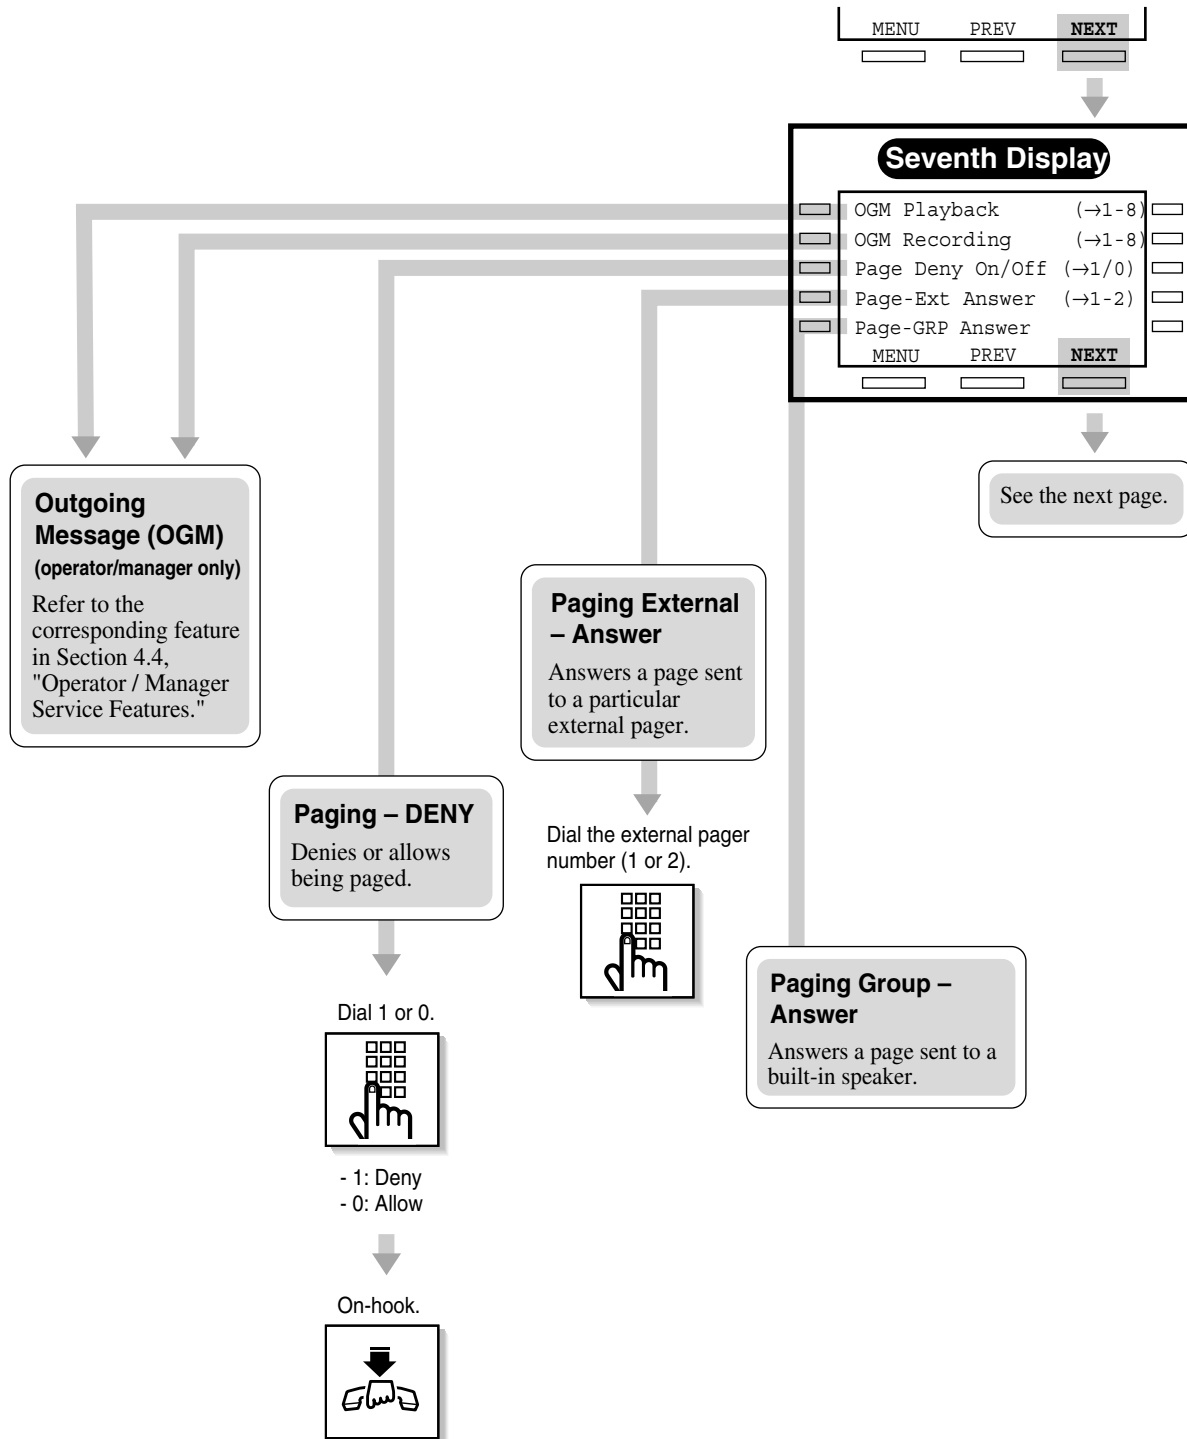 MENU PREV NEXT
Seventh Display
OGM Playback (→1-8)
OGM Recording (→1-8)
Page Deny On/Off (→1/0)
Page-Ext Answer (→1-2)
Page-GRP Answer
MENU PREV NEXT
See the next page.
Outgoing
Message (OGM)
(operator/manager only)
Refer to the
corresponding feature
in Section 4.4,
"Operator / Manager
Service Features."
Paging External
– Answer
Answers a page sent
to a particular
external pager.
Dial the external pager
number (1 or 2).
Paging – DENY
Denies or allows
being paged.
Dial 1 or 0.
- 1: Deny
- 0: Allow
On-hook.
Paging Group –
Answer
Answers a page sent to a
built-in speaker.